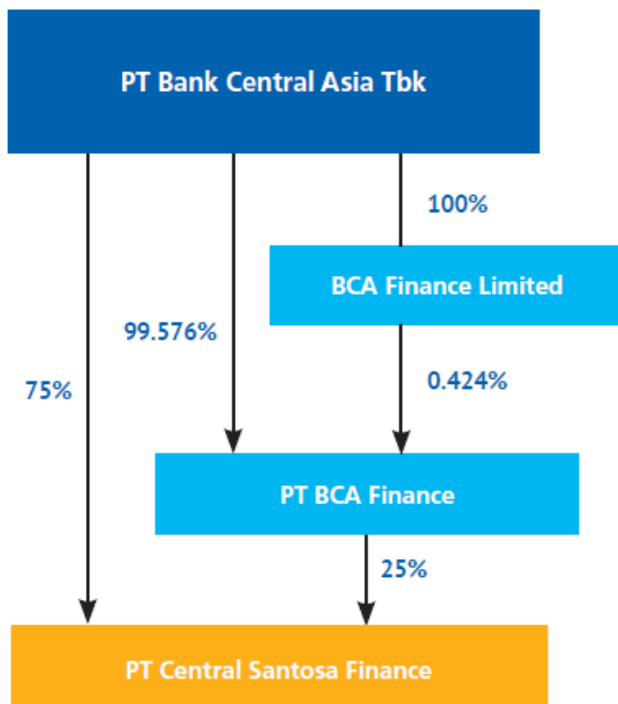 PT Bank Central Asia Tbk
100%
BCA Finance Limited
99.576%
75%
0.424%
PT BCA Finance
25%
PT Central Santosa Finance